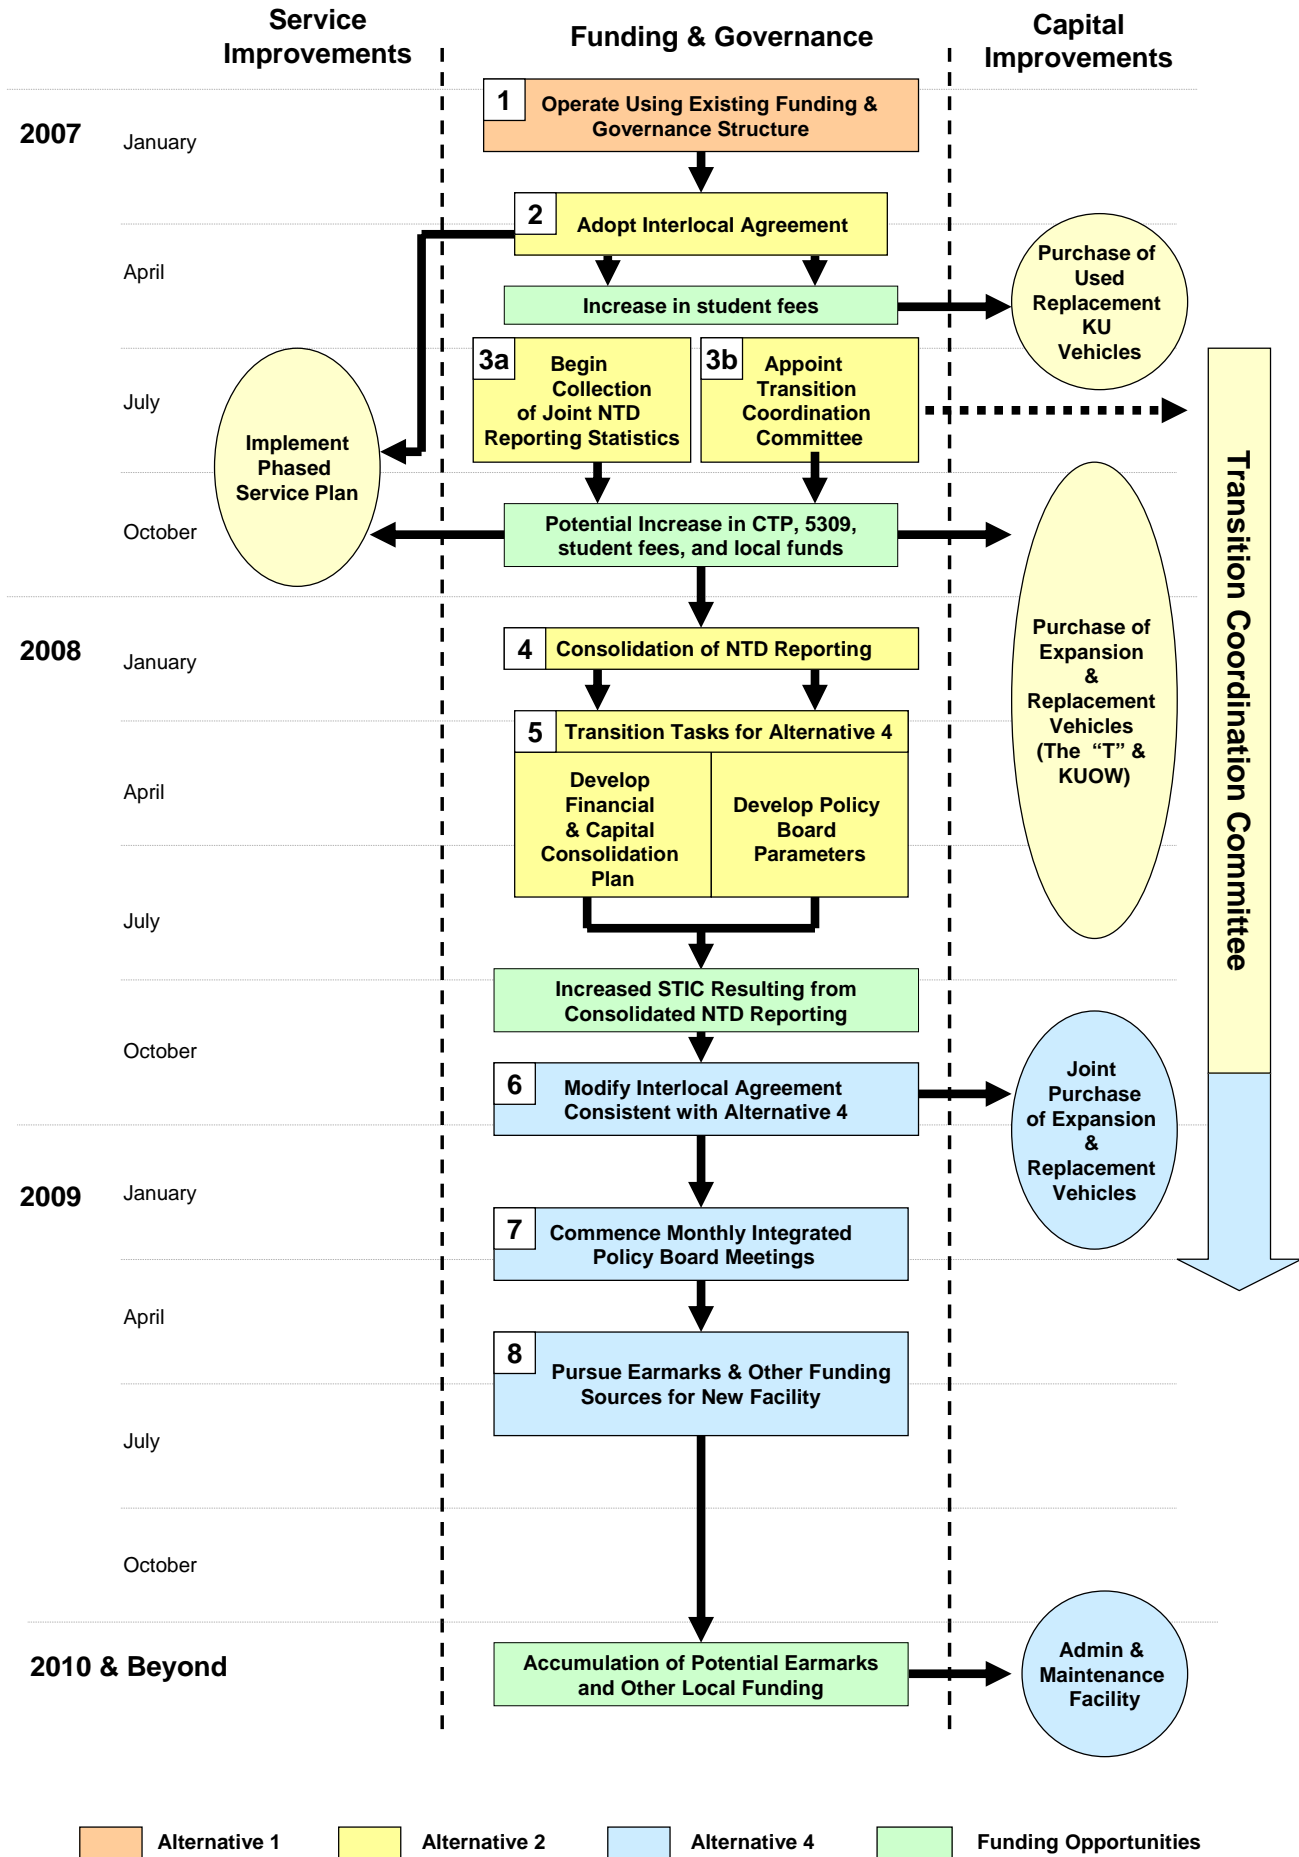 Service
Improvements
Funding & Governance
Capital
Improvements
2007
January
1
Operate Using Existing Funding &
Governance Structure
2
Adopt Interlocal Agreement
April
Increase in student fees
Purchase of
Used
Replacement
KU
Vehicles
July
3a
Begin
Collection
of Joint NTD
Reporting Statistics
3b
Appoint
Transition
Coordination
Committee
Implement
Phased
Service Plan
October
Potential Increase in CTP, 5309,
student fees, and local funds
Transition Coordination Committee
2008
January
4
Consolidation of NTD Reporting
Purchase of
Expansion
&
Replacement
Vehicles
(The “T” &
KUOW)
5
Transition Tasks for Alternative 4
April
Develop
Financial
& Capital
Consolidation
Plan
Develop Policy
Board
Parameters
July
Increased STIC Resulting from
Consolidated NTD Reporting
October
6
Modify Interlocal Agreement
Consistent with Alternative 4
Joint
Purchase
of Expansion
&
Replacement
Vehicles
2009
January
7
Commence Monthly Integrated
Policy Board Meetings
April
8
Pursue Earmarks & Other Funding
Sources for New Facility
July
October
2010 & Beyond
Accumulation of Potential Earmarks
and Other Local Funding
Admin &
Maintenance
Facility
Alternative 1
Alternative 2
Alternative 4
Funding Opportunities